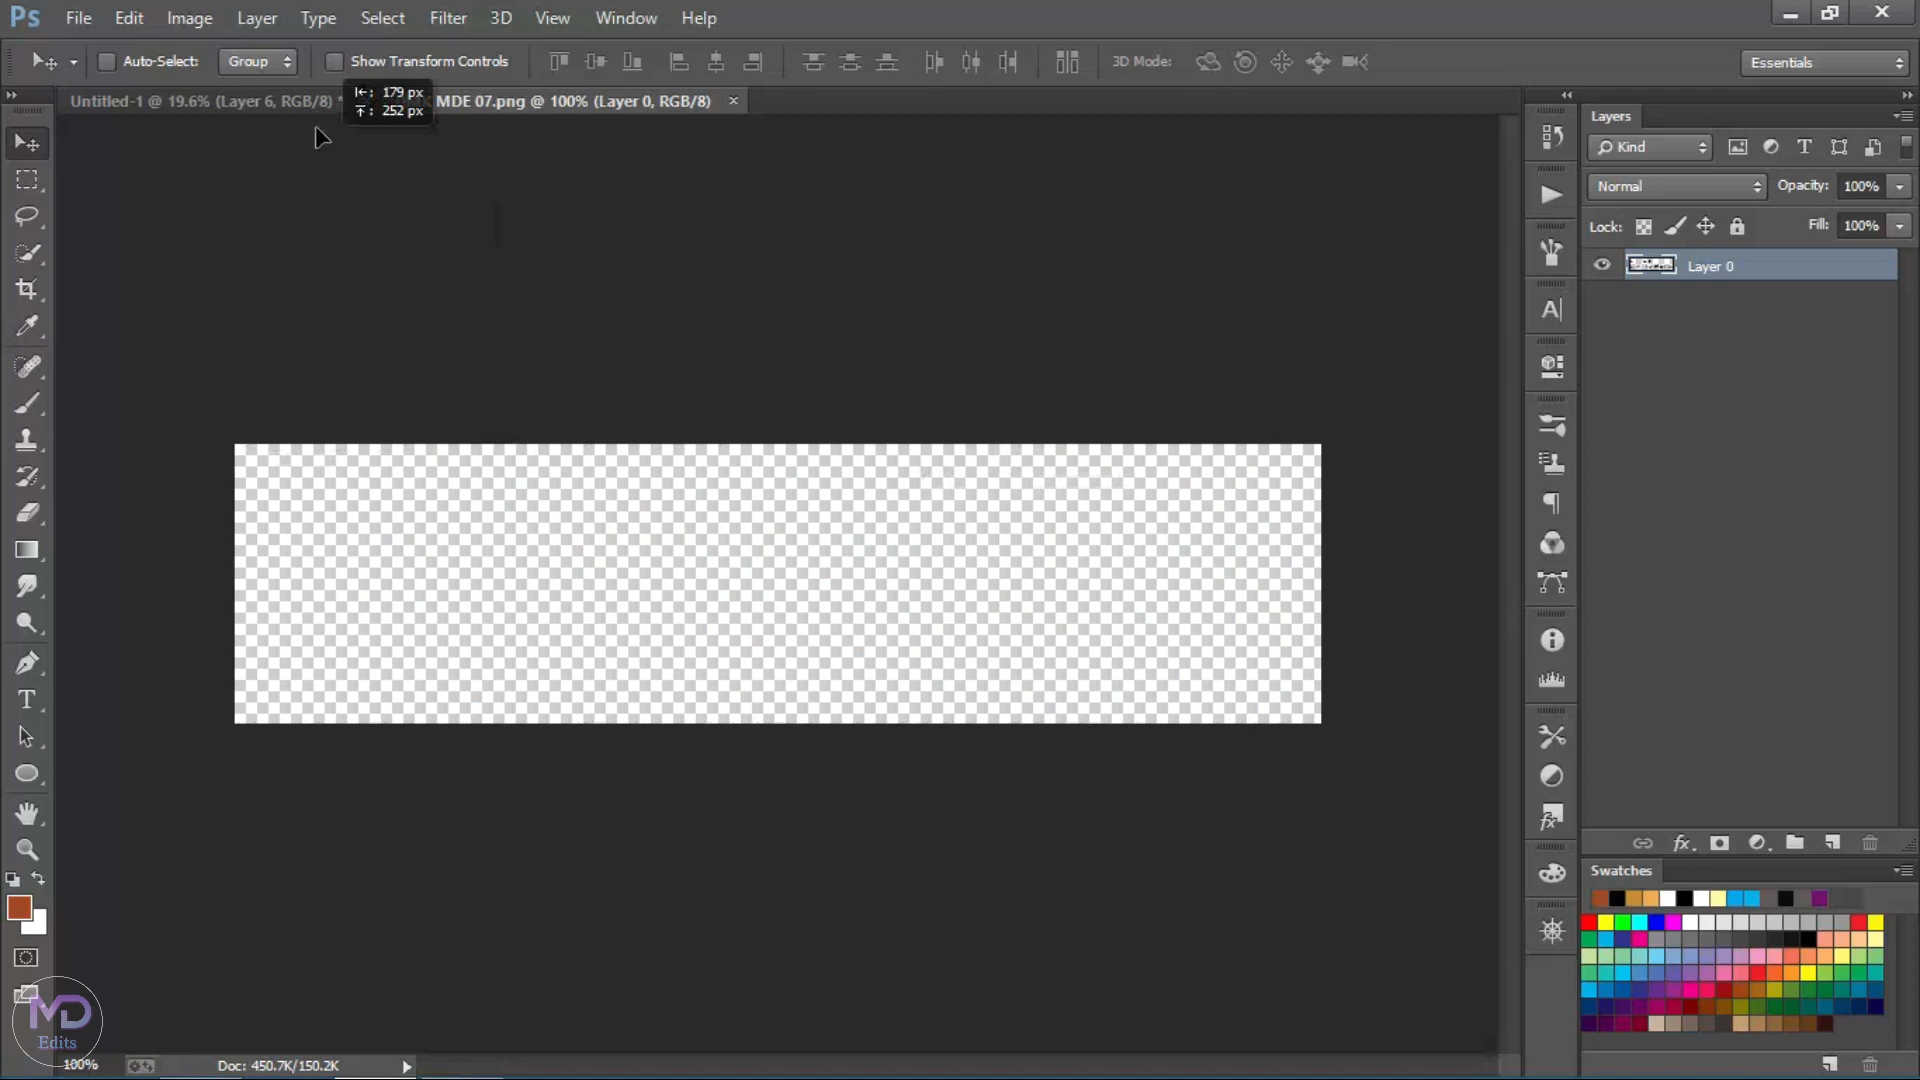 Ps File Edit Image Layer Type Select Filter 3D View Window Help
Auto-Select: Group Show Transform Controls 3D Mode: Essentials
179 px
252 px
Untitled-1 @ 19.6% (Layer 6, RGB/8) * MDE 07.png @ 100% (Layer 0, RGB/8) ×
Layers
Kind
Normal Opacity: 100%
Lock: Fill: 100%
Layer 0
Swatches
MD
Edits
100% Doc: 450.7K/150.2K